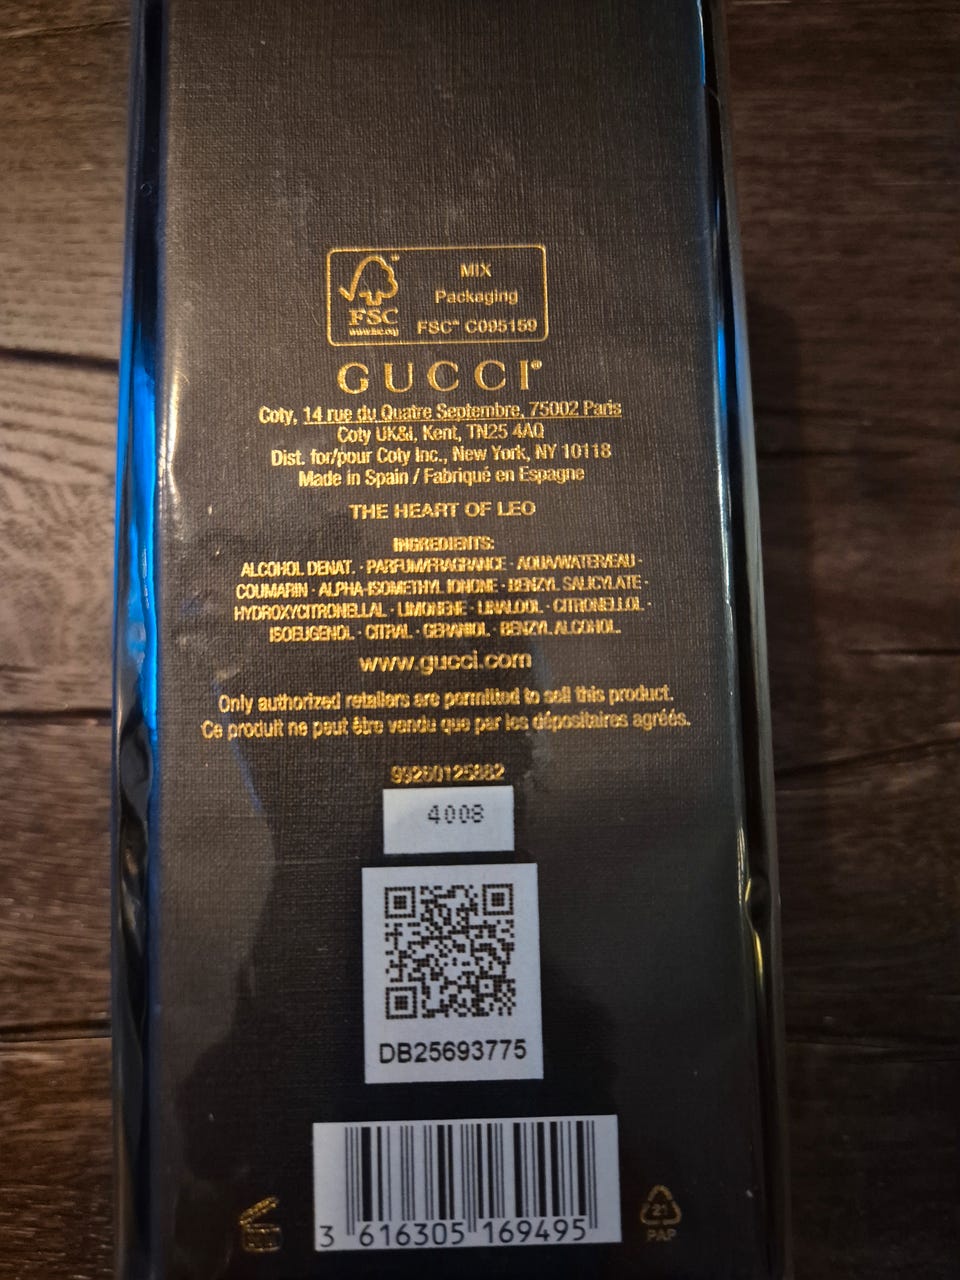 FSC™
www.fsc.org
MIX
Packaging
FSC™ C095159
GUCCI®
Coty, 14 rue du Quatre Septembre, 75002 Paris
Coty UK&I, Kent, TN25 4AQ
Dist. for/pour Coty Inc., New York, NY 10118
Made in Spain / Fabriqué en Espagne
THE HEART OF LEO
INGREDIENTS:
ALCOHOL DENAT. · PARFUM/FRAGRANCE · AQUA/WATER/EAU ·
COUMARIN · ALPHA-ISOMETHYL IONONE · BENZYL SALICYLATE ·
HYDROXYCITRONELLAL · LIMONENE · LINALOOL · CITRONELLOL ·
ISOEUGENOL · CITRAL · GERANIOL · BENZYL ALCOHOL.
www.gucci.com
Only authorized retailers are permitted to sell this product.
Ce produit ne peut être vendu que par les dépositaires agréés.
99260125882
4008
DB25693775
3 616305 169495
21
PAP